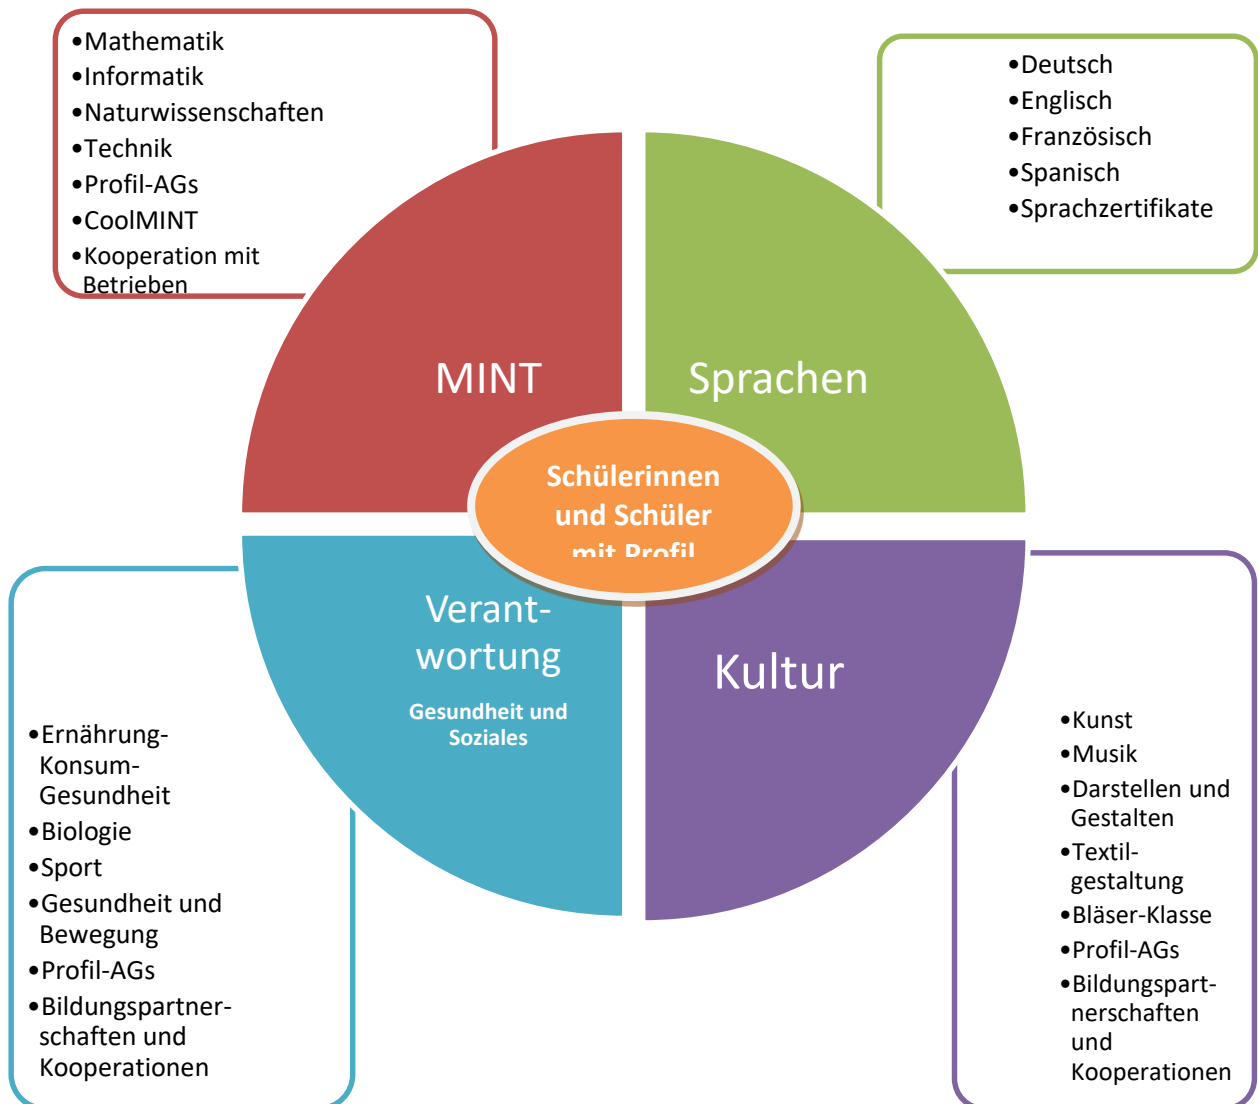 •Mathematik
•Informatik
•Naturwissenschaften
•Technik
•Profil-AGs
•CoolMINT
•Kooperation mit
Betrieben
•Deutsch
•Englisch
•Französisch
•Spanisch
•Sprachzertifikate
MINT
Sprachen
Schülerinnen
und Schüler
mit Profil
Verant-
wortung
Gesundheit und
Soziales
Kultur
•Ernährung-
Konsum-
Gesundheit
•Biologie
•Sport
•Gesundheit und
Bewegung
•Profil-AGs
•Bildungspartner-
schaften und
Kooperationen
•Kunst
•Musik
•Darstellen und
Gestalten
•Textil-
gestaltung
•Bläser-Klasse
•Profil-AGs
•Bildungspart-
nerschaften
und
Kooperationen